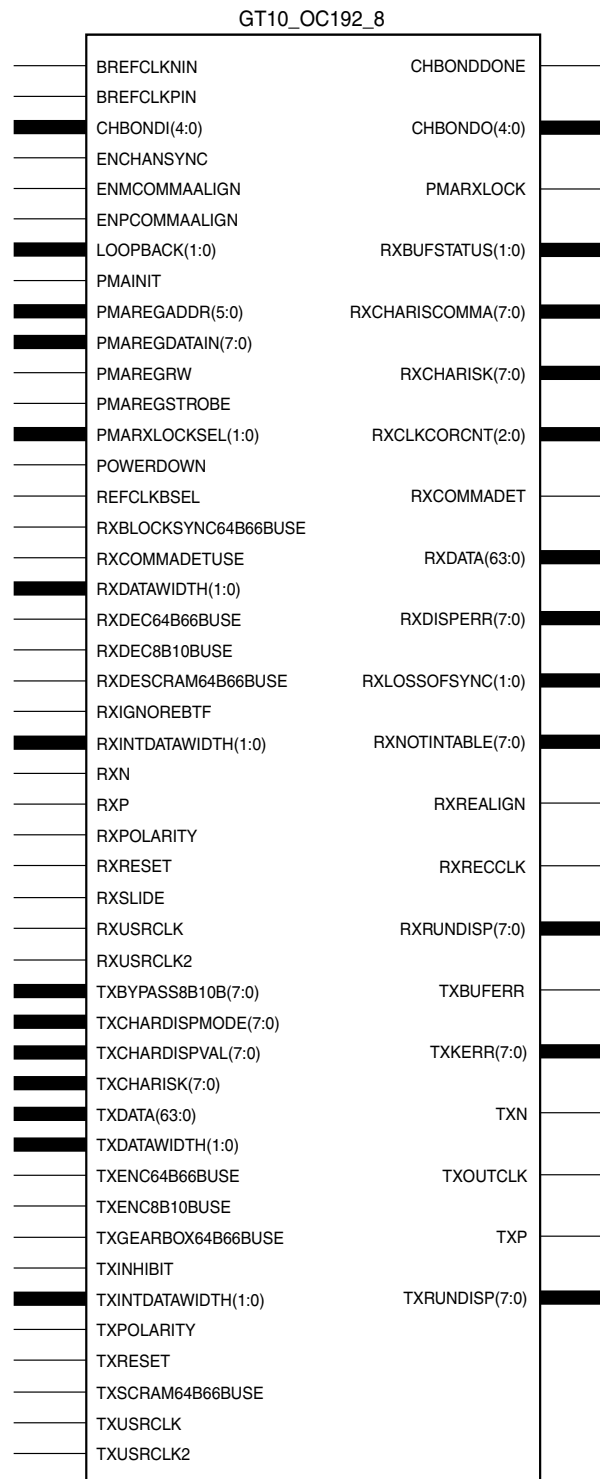 GT10_OC192_8
BREFCLKNIN
BREFCLKPIN
CHBONDI(4:0)
ENCHANSYNC
ENMCOMMAALIGN
ENPCOMMAALIGN
LOOPBACK(1:0)
PMAINIT
PMAREGADDR(5:0)
PMAREGDATAIN(7:0)
PMAREGRW
PMAREGSTROBE
PMARXLOCKSEL(1:0)
POWERDOWN
REFCLKBSEL
RXBLOCKSYNC64B66BUSE
RXCOMMADETUSE
RXDATAWIDTH(1:0)
RXDEC64B66BUSE
RXDEC8B10BUSE
RXDESCRAM64B66BUSE
RXIGNOREBTF
RXINTDATAWIDTH(1:0)
RXN
RXP
RXPOLARITY
RXRESET
RXSLIDE
RXUSRCLK
RXUSRCLK2
TXBYPASS8B10B(7:0)
TXCHARDISPMODE(7:0)
TXCHARDISPVAL(7:0)
TXCHARISK(7:0)
TXDATA(63:0)
TXDATAWIDTH(1:0)
TXENC64B66BUSE
TXENC8B10BUSE
TXGEARBOX64B66BUSE
TXINHIBIT
TXINTDATAWIDTH(1:0)
TXPOLARITY
TXRESET
TXSCRAM64B66BUSE
TXUSRCLK
TXUSRCLK2
CHBONDDONE
CHBONDO(4:0)
PMARXLOCK
RXBUFSTATUS(1:0)
RXCHARISCOMMA(7:0)
RXCHARISK(7:0)
RXCLKCORCNT(2:0)
RXCOMMADET
RXDATA(63:0)
RXDISPERR(7:0)
RXLOSSOFSYNC(1:0)
RXNOTINTABLE(7:0)
RXREALIGN
RXRECCLK
RXRUNDISP(7:0)
TXBUFERR
TXKERR(7:0)
TXN
TXOUTCLK
TXP
TXRUNDISP(7:0)